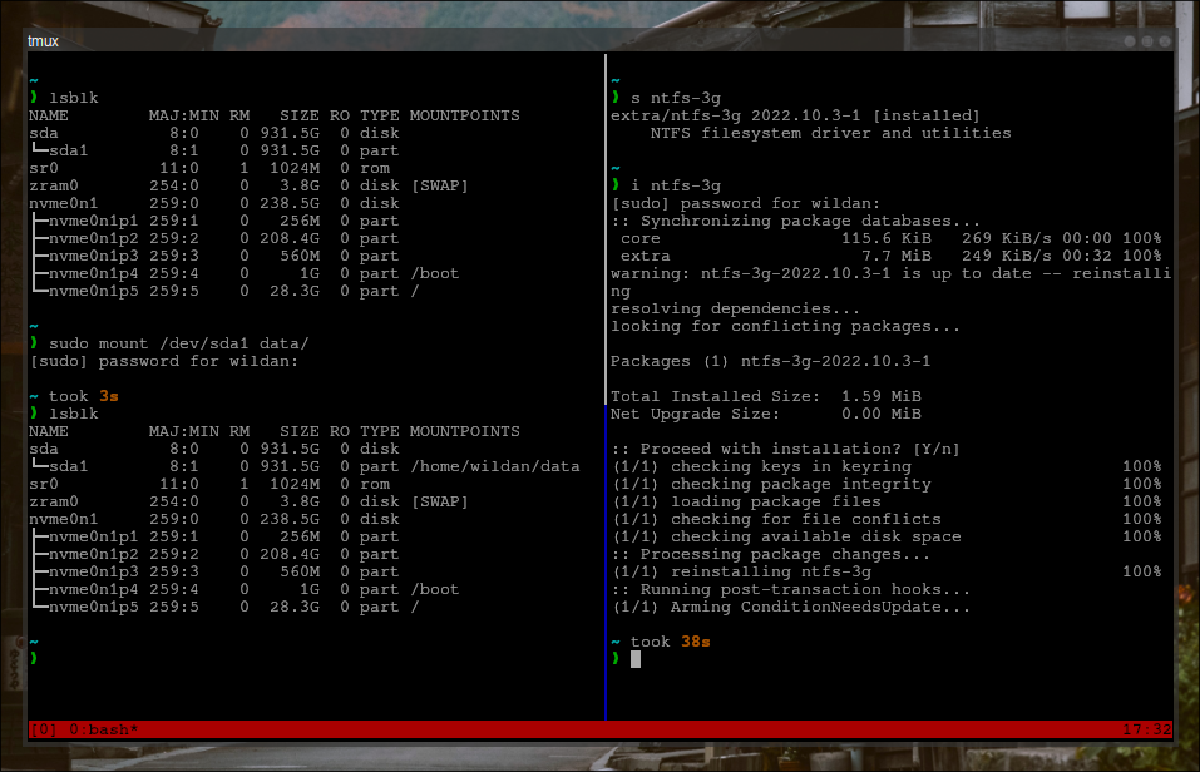 tmux
~
❯ lsblk
NAME        MAJ:MIN RM   SIZE RO TYPE MOUNTPOINTS
sda           8:0    0 931.5G  0 disk
└─sda1        8:1    0 931.5G  0 part
sr0          11:0    1  1024M  0 rom
zram0       254:0    0   3.8G  0 disk [SWAP]
nvme0n1     259:0    0 238.5G  0 disk
├─nvme0n1p1 259:1    0   256M  0 part
├─nvme0n1p2 259:2    0 208.4G  0 part
├─nvme0n1p3 259:3    0   560M  0 part
├─nvme0n1p4 259:4    0     1G  0 part /boot
└─nvme0n1p5 259:5    0  28.3G  0 part /
~
❯ sudo mount /dev/sda1 data/
[sudo] password for wildan:
~ took 3s
❯ lsblk
NAME        MAJ:MIN RM   SIZE RO TYPE MOUNTPOINTS
sda           8:0    0 931.5G  0 disk
└─sda1        8:1    0 931.5G  0 part /home/wildan/data
sr0          11:0    1  1024M  0 rom
zram0       254:0    0   3.8G  0 disk [SWAP]
nvme0n1     259:0    0 238.5G  0 disk
├─nvme0n1p1 259:1    0   256M  0 part
├─nvme0n1p2 259:2    0 208.4G  0 part
├─nvme0n1p3 259:3    0   560M  0 part
├─nvme0n1p4 259:4    0     1G  0 part /boot
└─nvme0n1p5 259:5    0  28.3G  0 part /
~
❯
~
❯ s ntfs-3g
extra/ntfs-3g 2022.10.3-1 [installed]
    NTFS filesystem driver and utilities
~
❯ i ntfs-3g
[sudo] password for wildan:
:: Synchronizing package databases...
 core                  115.6 KiB   269 KiB/s 00:00 100%
 extra                   7.7 MiB   249 KiB/s 00:32 100%
warning: ntfs-3g-2022.10.3-1 is up to date -- reinstalli
ng
resolving dependencies...
looking for conflicting packages...
Packages (1) ntfs-3g-2022.10.3-1
Total Installed Size:  1.59 MiB
Net Upgrade Size:      0.00 MiB
:: Proceed with installation? [Y/n]
(1/1) checking keys in keyring                     100%
(1/1) checking package integrity                   100%
(1/1) loading package files                        100%
(1/1) checking for file conflicts                  100%
(1/1) checking available disk space                100%
:: Processing package changes...
(1/1) reinstalling ntfs-3g                         100%
:: Running post-transaction hooks...
(1/1) Arming ConditionNeedsUpdate...
~ took 38s
❯
[0] 0:bash* 17:32